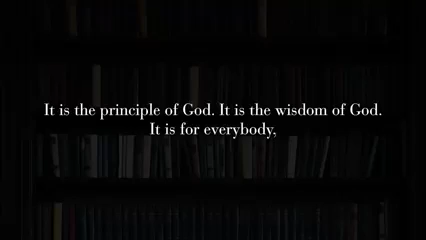 It is the principle of God. It is the wisdom of God.
It is for everybody,